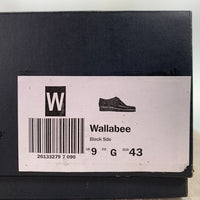 W
Wallabee
Black Sde
UK 9 FIT G EUR 43
26133279 7 090